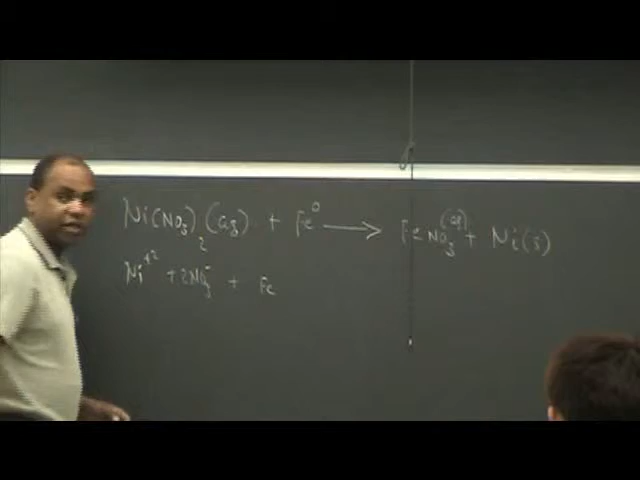 Ni(NO₃)₂ (aq) + Fe⁰ → FeNO₃ (aq) + Ni(s)
Ni⁺² + 2NO₃⁻ + Fe